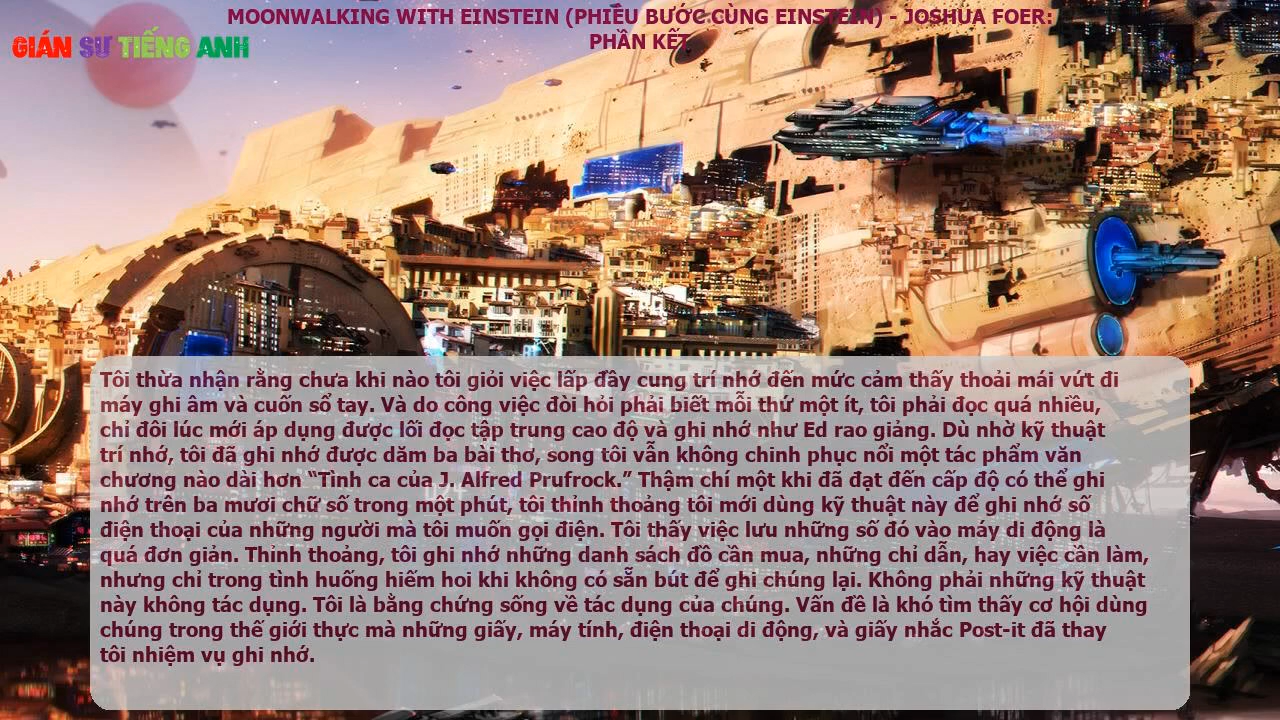 MOONWALKING WITH EINSTEIN (PHIÊU BƯỚC CÙNG EINSTEIN) - JOSHUA FOER:
PHẦN KẾT
GIÁN SƯ TIẾNG ANH
Tôi thừa nhận rằng chưa khi nào tôi giỏi việc lấp đầy cung trí nhớ đến mức cảm thấy thoải mái vứt đi
máy ghi âm và cuốn sổ tay. Và do công việc đòi hỏi phải biết mỗi thứ một ít, tôi phải đọc quá nhiều,
chỉ đôi lúc mới áp dụng được lối đọc tập trung cao độ và ghi nhớ như Ed rao giảng. Dù nhờ kỹ thuật
trí nhớ, tôi đã ghi nhớ được dăm ba bài thơ, song tôi vẫn không chinh phục nổi một tác phẩm văn
chương nào dài hơn “Tình ca của J. Alfred Prufrock.” Thậm chí một khi đã đạt đến cấp độ có thể ghi
nhớ trên ba mươi chữ số trong một phút, tôi thỉnh thoảng tôi mới dùng kỹ thuật này để ghi nhớ số
điện thoại của những người mà tôi muốn gọi điện. Tôi thấy việc lưu những số đó vào máy di động là
quá đơn giản. Thỉnh thoảng, tôi ghi nhớ những danh sách đồ cần mua, những chỉ dẫn, hay việc cần làm,
nhưng chỉ trong tình huống hiếm hoi khi không có sẵn bút để ghi chúng lại. Không phải những kỹ thuật
này không tác dụng. Tôi là bằng chứng sống về tác dụng của chúng. Vấn đề là khó tìm thấy cơ hội dùng
chúng trong thế giới thực mà những giấy, máy tính, điện thoại di động, và giấy nhắc Post-it đã thay
tôi nhiệm vụ ghi nhớ.